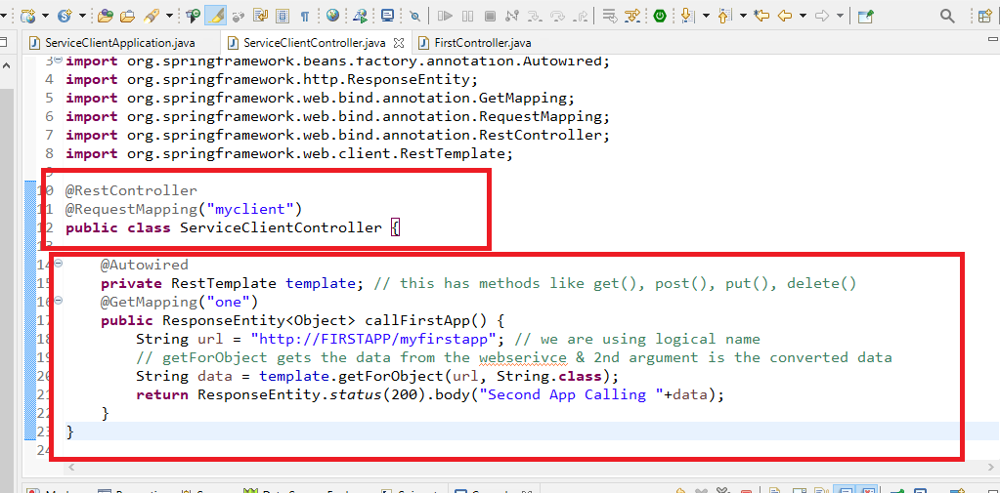 ServiceClientApplication.java ServiceClientController.java FirstController.java
3 import org.springframework.beans.factory.annotation.Autowired;
4 import org.springframework.http.ResponseEntity;
5 import org.springframework.web.bind.annotation.GetMapping;
6 import org.springframework.web.bind.annotation.RequestMapping;
7 import org.springframework.web.bind.annotation.RestController;
8 import org.springframework.web.client.RestTemplate;
9
10 @RestController
11 @RequestMapping("myclient")
12 public class ServiceClientController {
13
14 @Autowired
15 private RestTemplate template; // this has methods like get(), post(), put(), delete()
16 @GetMapping("one")
17 public ResponseEntity<Object> callFirstApp() {
18 String url = "http://FIRSTAPP/myfirstapp"; // we are using logical name
19 // getForObject gets the data from the webserivce & 2nd argument is the converted data
20 String data = template.getForObject(url, String.class);
21 return ResponseEntity.status(200).body("Second App Calling "+data);
22 }
23 }
24